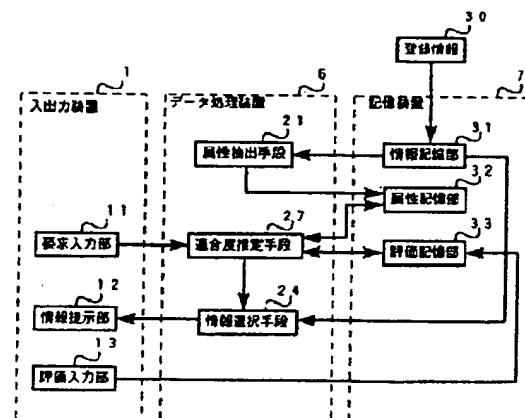 30
登録情報
1
6
7
入出力装置
データ処理装置
記憶装置
21
31
属性抽出手段
情報記憶部
32
属性記憶部
11
27
33
要求入力部
適合度推定手段
評価記憶部
12
24
情報提示部
情報選択手段
13
評価入力部